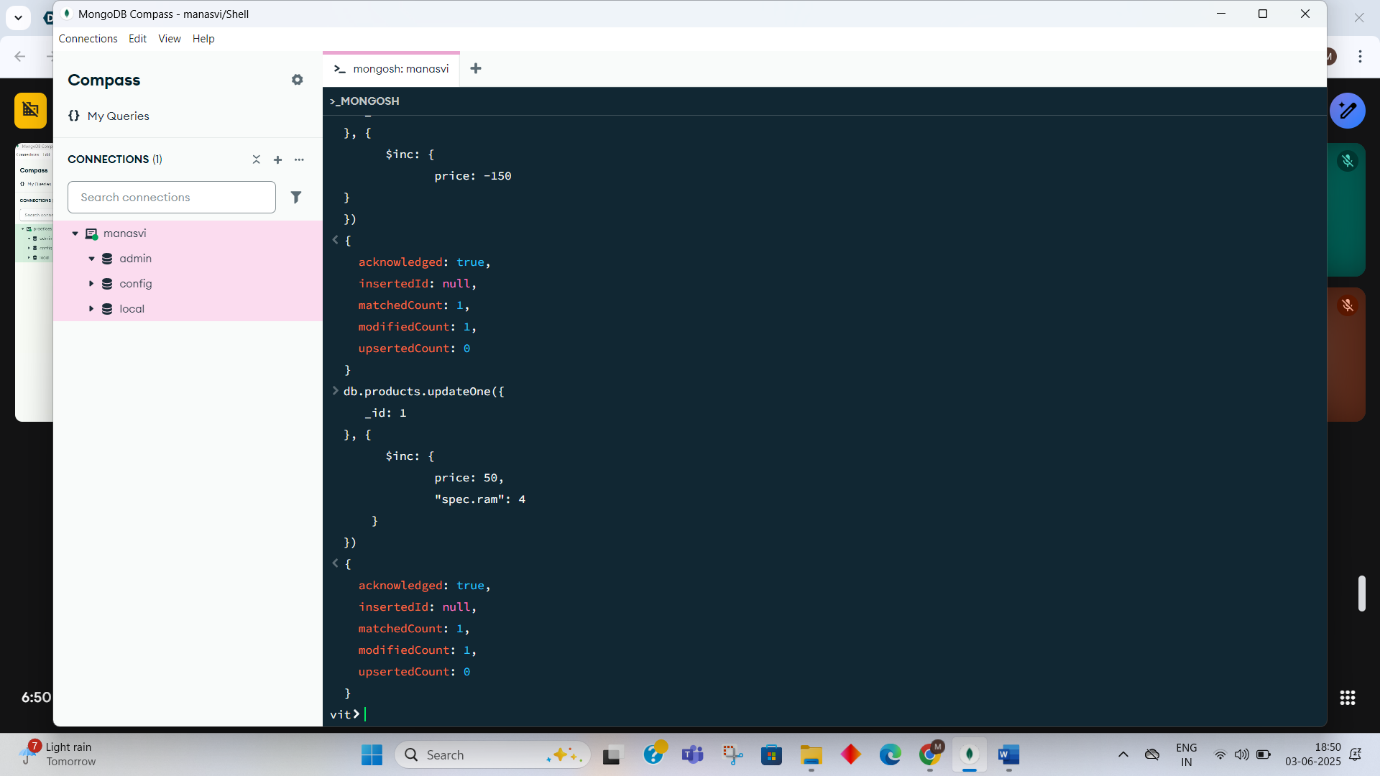 MongoDB Compass - manasvi/Shell
Connections Edit View Help
Compass
{} My Queries
CONNECTIONS (1)
Search connections
manasvi
admin
config
local
>_ mongosh: manasvi
>_MONGOSH
}, {
$inc: {
price: -150
}
})
< {
acknowledged: true,
insertedId: null,
matchedCount: 1,
modifiedCount: 1,
upsertedCount: 0
}
> db.products.updateOne({
_id: 1
}, {
$inc: {
price: 50,
"spec.ram": 4
}
})
< {
acknowledged: true,
insertedId: null,
matchedCount: 1,
modifiedCount: 1,
upsertedCount: 0
}
vit>
6:50
7
Light rain
Tomorrow
Search
M
ENG
IN
18:50
03-06-2025